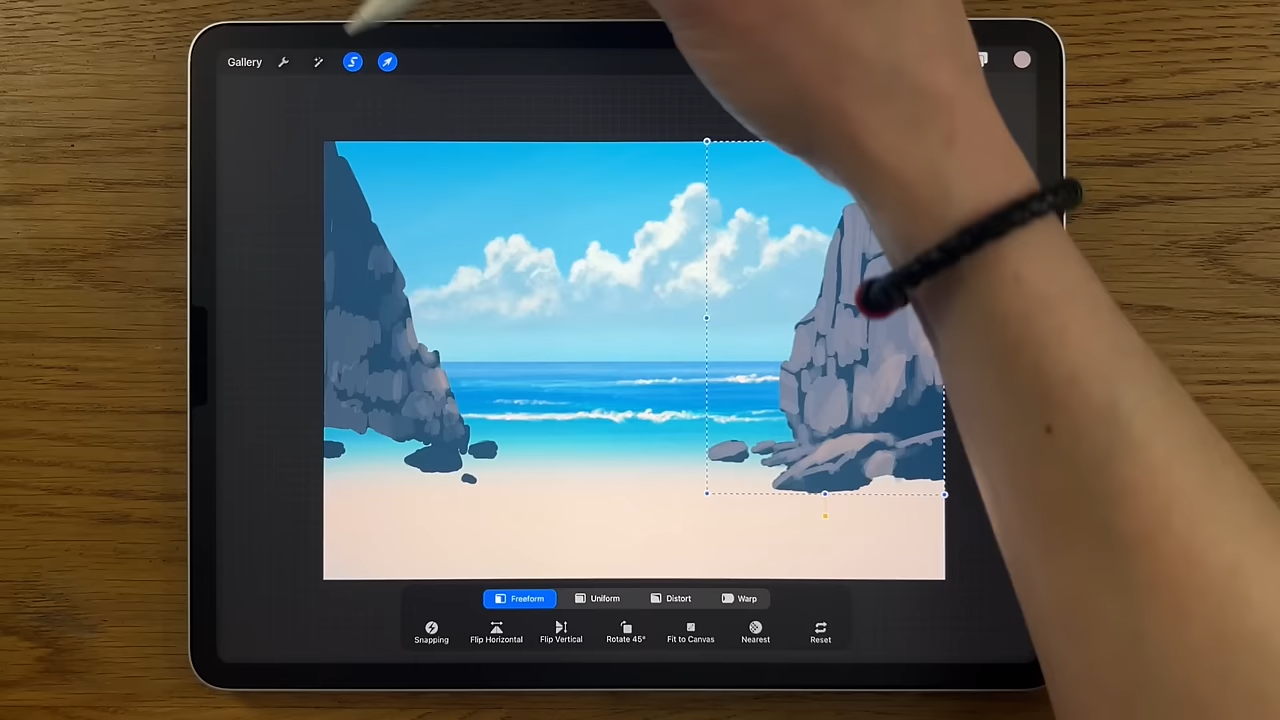 Gallery
Freeform Uniform Distort Warp
Snapping Flip Horizontal Flip Vertical Rotate 45° Fit to Canvas Nearest Reset